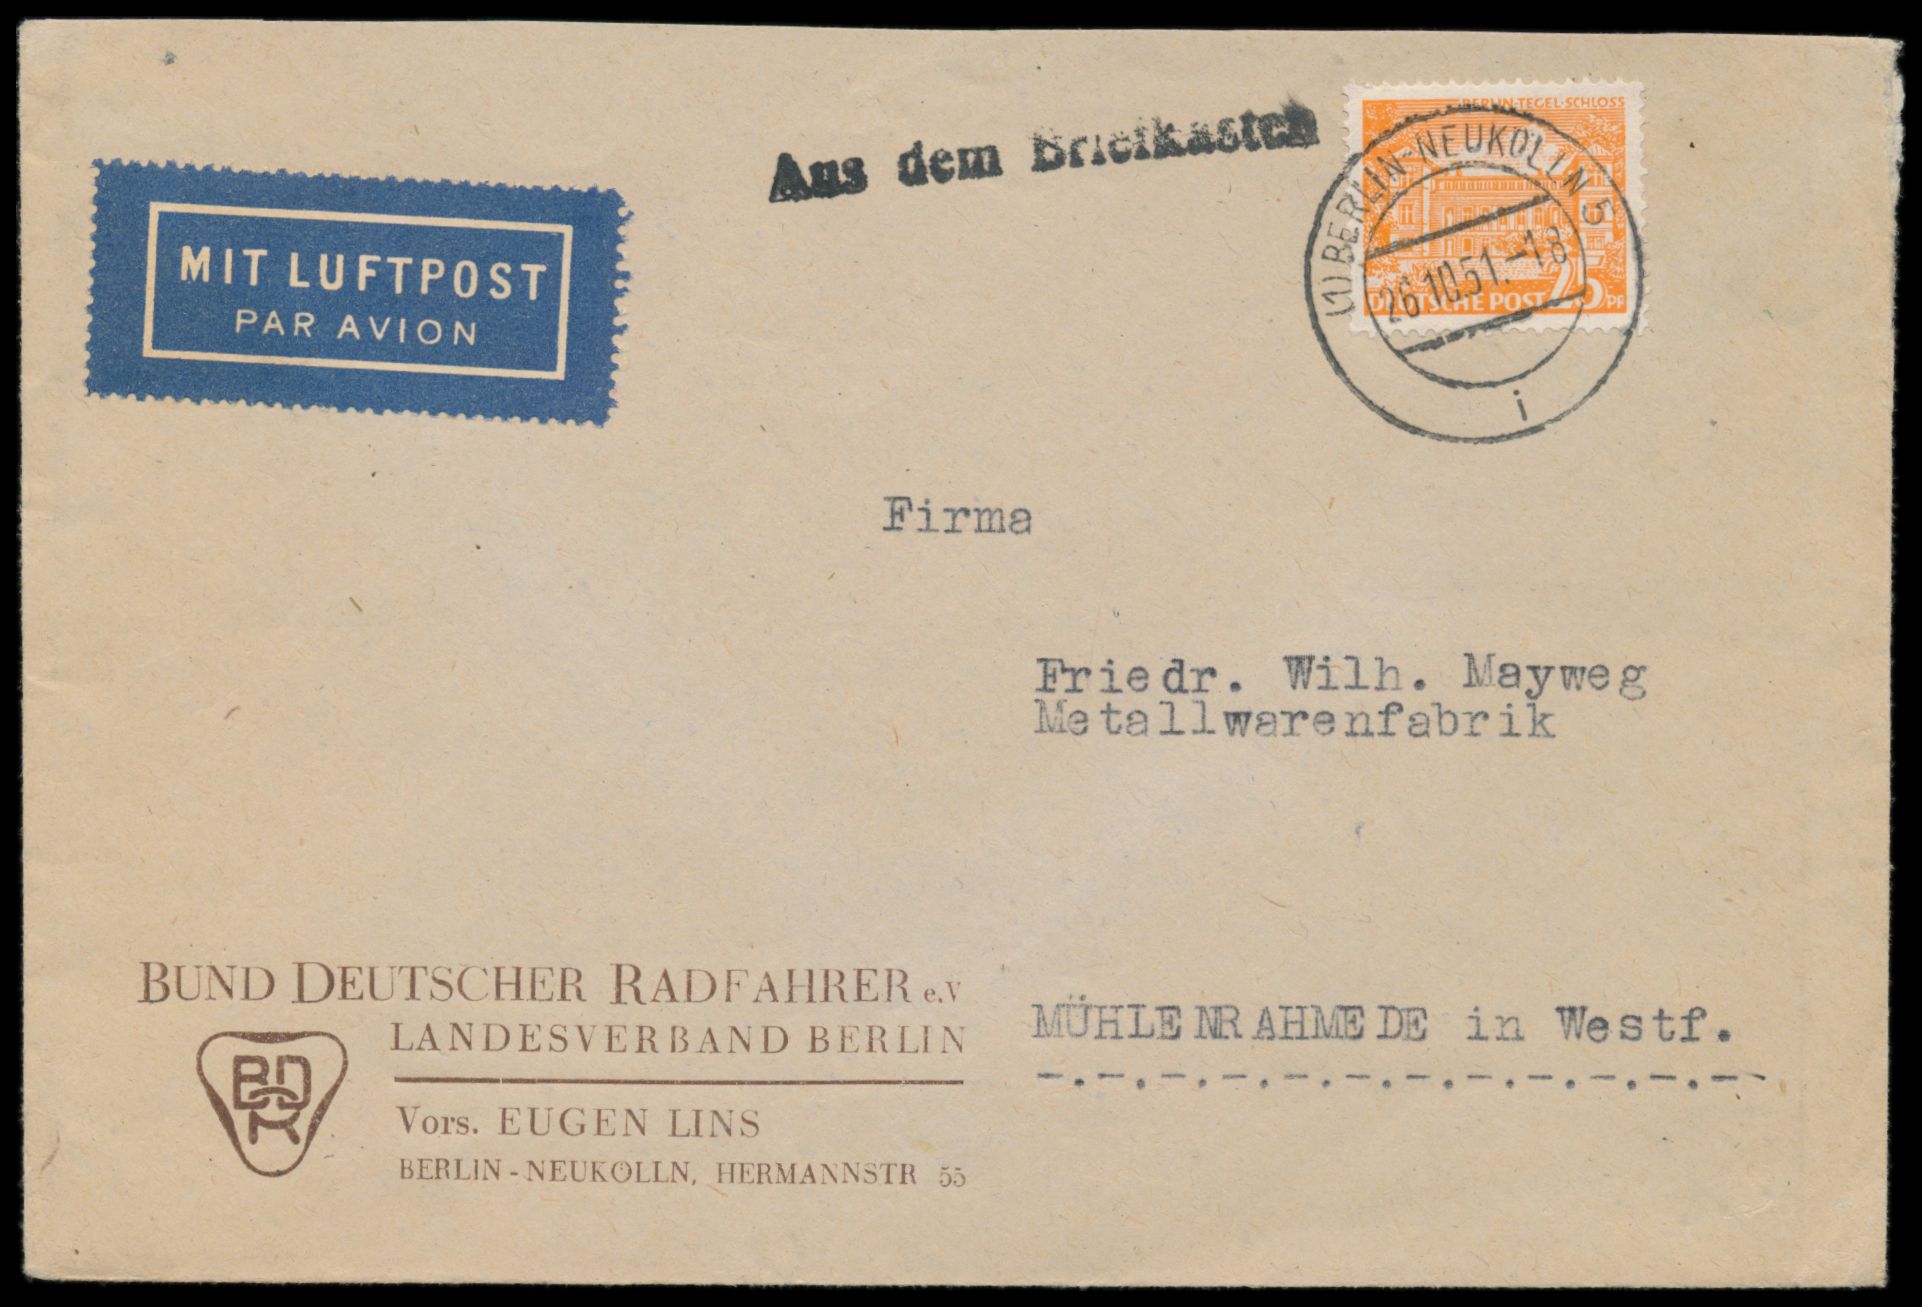 Aus dem Briefkasten
BERLIN-TEGEL-SCHLOSS
DEUTSCHE POST 25 PF
(1) BERLIN-NEUKÖLLN 5
26.10.51.-18
i
MIT LUFTPOST
PAR AVION
Firma
Friedr. Wilh. Mayweg
Metallwarenfabrik
MÜHLENRAHMEDE in Westf.
-.-.-.-.-.-.-.-.-.-.-.-
BUND DEUTSCHER RADFAHRER e.V
LANDESVERBAND BERLIN
BDR
Vors. EUGEN LINS
BERLIN-NEUKÖLLN, HERMANNSTR 55